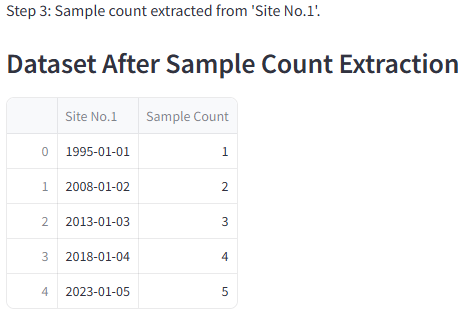 Step 3: Sample count extracted from 'Site No.1'.
Dataset After Sample Count Extraction
Site No.1 Sample Count
0 1995-01-01 1
1 2008-01-02 2
2 2013-01-03 3
3 2018-01-04 4
4 2023-01-05 5